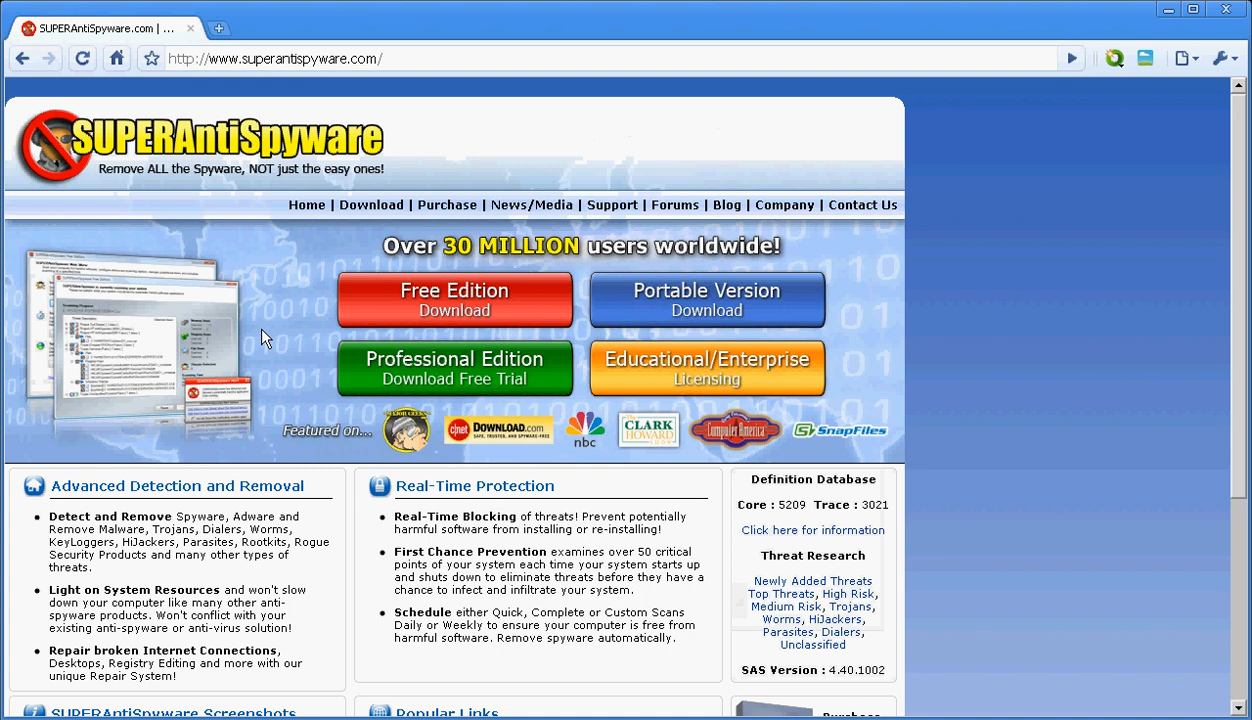 SUPERAntiSpyware.com | ...
http://www.superantispyware.com/
SUPERAntiSpyware
Remove ALL the Spyware, NOT just the easy ones!
Home | Download | Purchase | News/Media | Support | Forums | Blog | Company | Contact Us
Over 30 MILLION users worldwide!
Free Edition
Download
Portable Version
Download
Professional Edition
Download Free Trial
Educational/Enterprise
Licensing
Featured on...
MAJOR GEEKS
c|net DOWNLOAD.com
SAFE, TRUSTED, AND SPYWARE-FREE
nbc
CLARK
HOWARD
Computer America
SnapFiles
Advanced Detection and Removal
Detect and Remove Spyware, Adware and
Remove Malware, Trojans, Dialers, Worms,
KeyLoggers, HiJackers, Parasites, Rootkits, Rogue
Security Products and many other types of
threats.
Light on System Resources and won't slow
down your computer like many other anti-
spyware products. Won't conflict with your
existing anti-spyware or anti-virus solution!
Repair broken Internet Connections,
Desktops, Registry Editing and more with our
unique Repair System!
Real-Time Protection
Real-Time Blocking of threats! Prevent potentially
harmful software from installing or re-installing!
First Chance Prevention examines over 50 critical
points of your system each time your system starts up
and shuts down to eliminate threats before they have a
chance to infect and infiltrate your system.
Schedule either Quick, Complete or Custom Scans
Daily or Weekly to ensure your computer is free from
harmful software. Remove spyware automatically.
Definition Database
Core : 5209 Trace : 3021
Click here for information
Threat Research
Newly Added Threats
Top Threats, High Risk,
Medium Risk, Trojans,
Worms, HiJackers,
Parasites, Dialers,
Unclassified
SAS Version : 4.40.1002
SUPERAntiSpyware Screenshots
Popular Links
Purchase